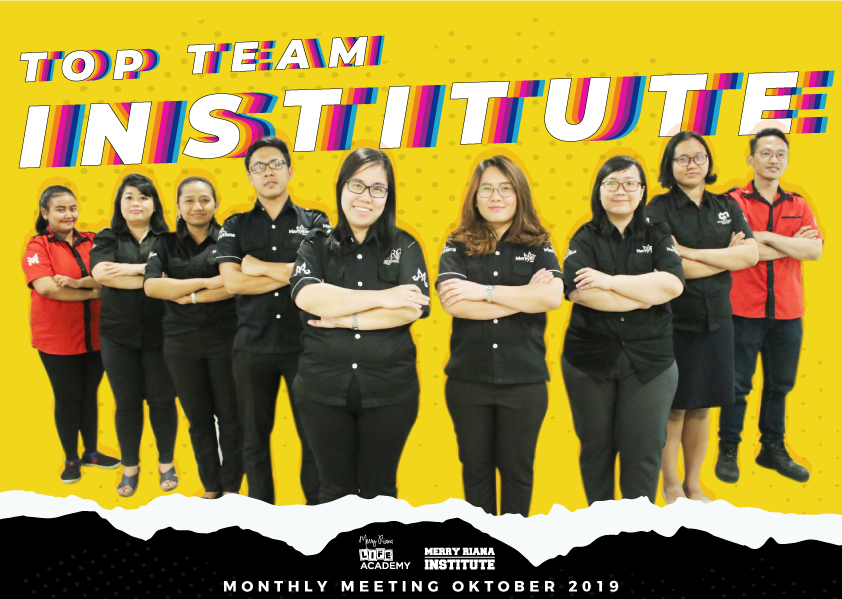 TOP TEAM
INSTITUTE
Merry Riana
LIFE
ACADEMY
MERRY RIANA
INSTITUTE
MONTHLY MEETING OKTOBER 2019